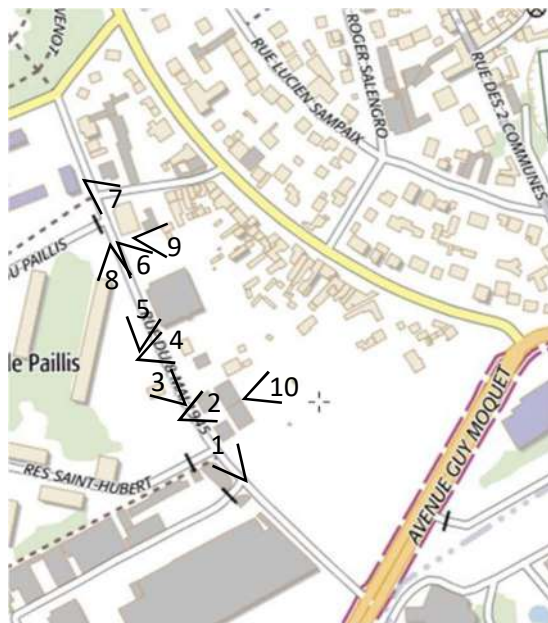 VENOT
RUE LUCIEN SAMPAIX
ROGER SALENGRO
RUE DES 2 COMMUNES
7
U PAILLIS
9
6
8
5
4
le Paillis
3
2
10
1
RES SAINT-HUBERT
AVENUE GUY MOQUET